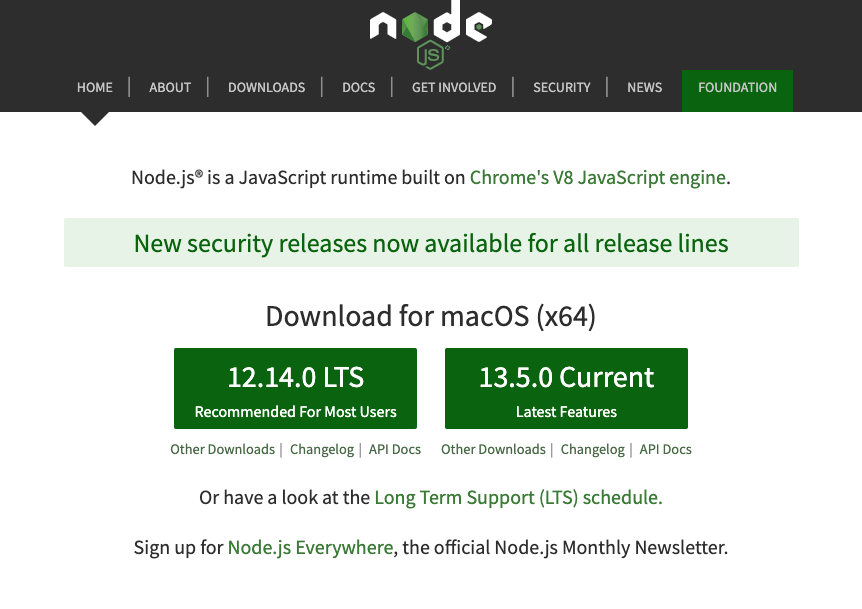 node
JS
HOME | ABOUT | DOWNLOADS | DOCS | GET INVOLVED | SECURITY | NEWS FOUNDATION
Node.js® is a JavaScript runtime built on Chrome's V8 JavaScript engine.
New security releases now available for all release lines
Download for macOS (x64)
12.14.0 LTS
Recommended For Most Users
13.5.0 Current
Latest Features
Other Downloads | Changelog | API Docs
Other Downloads | Changelog | API Docs
Or have a look at the Long Term Support (LTS) schedule.
Sign up for Node.js Everywhere, the official Node.js Monthly Newsletter.